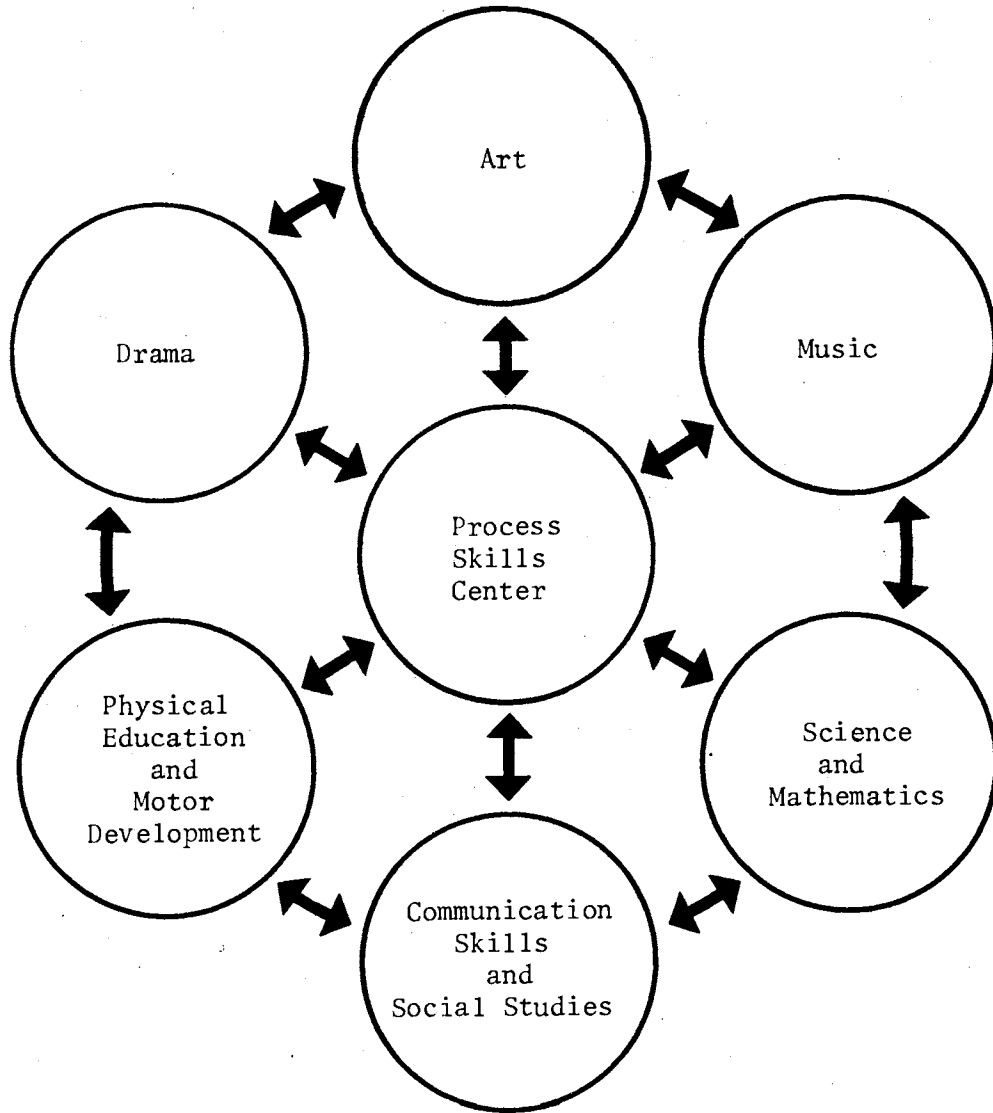 Art
Drama
Music
Process
Skills
Center
Physical
Education
and
Motor
Development
Science
and
Mathematics
Communication
Skills
and
Social Studies